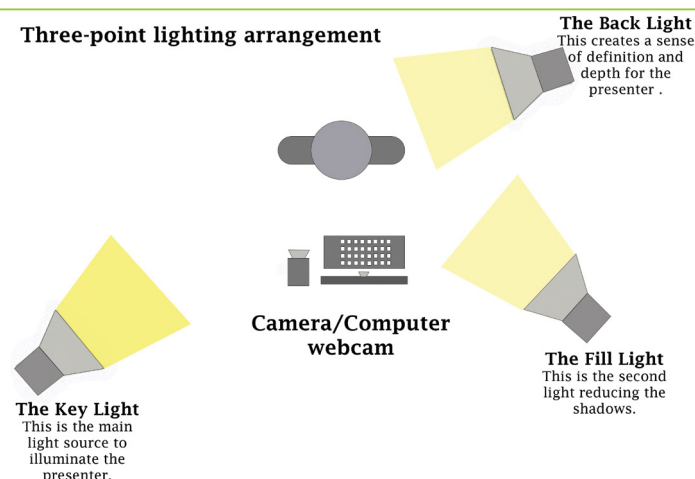 Three-point lighting arrangement
The Back Light
This creates a sense
of definition and
depth for the
presenter .
Camera/Computer
webcam
The Fill Light
This is the second
light reducing the
shadows.
The Key Light
This is the main
light source to
illuminate the
presenter.